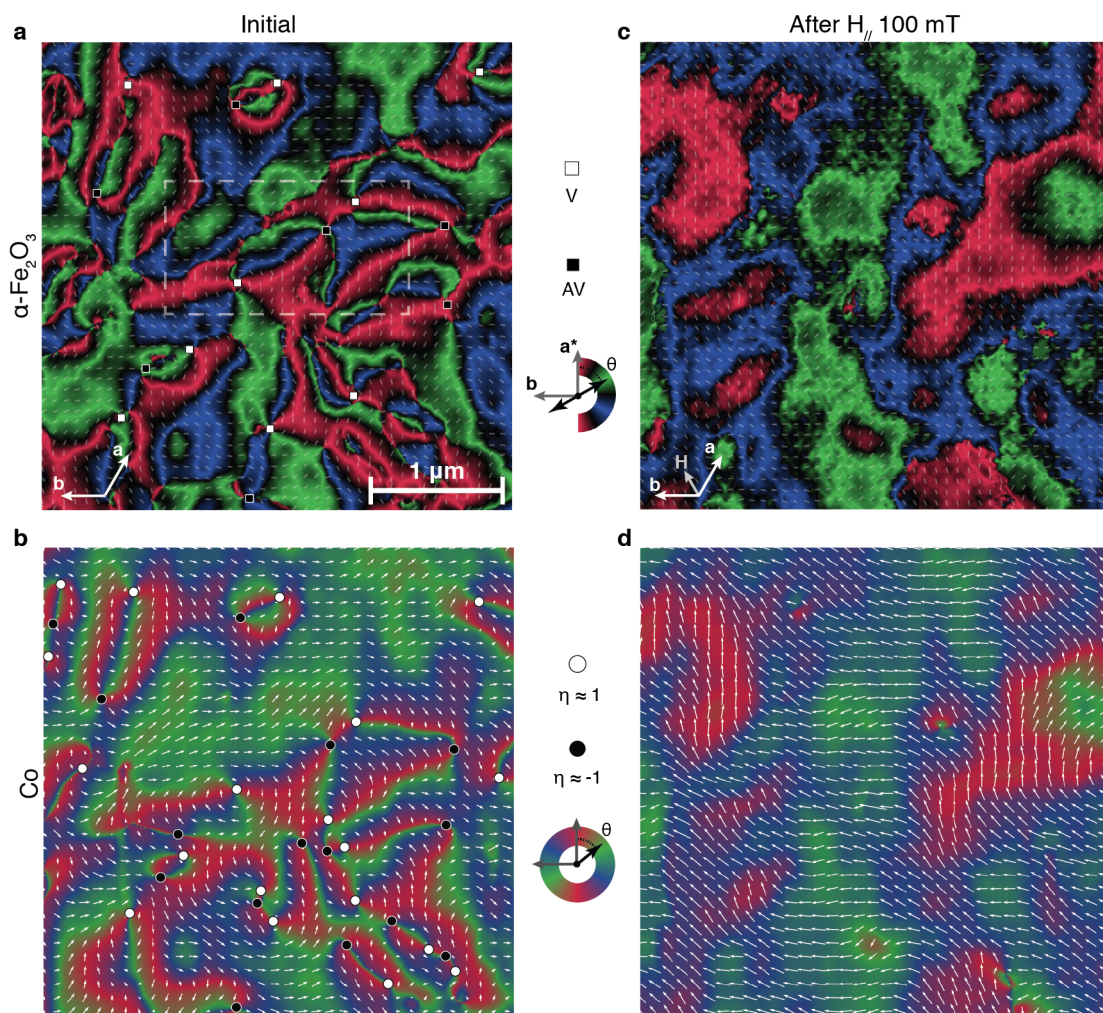 Initial
After H// 100 mT
a
c
α-Fe2O3
V
AV
a*
θ
b
a
b
1 µm
H
a
b
b
d
Co
η ≈ 1
η ≈ -1
θ